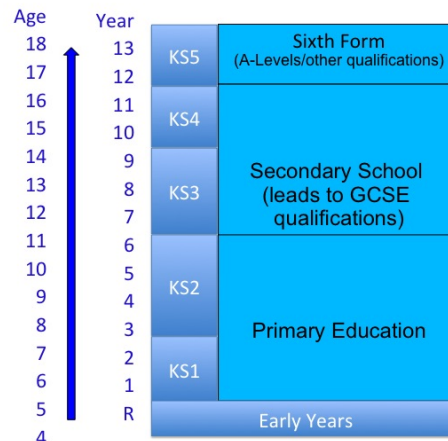 Age
18
17
16
15
14
13
12
11
10
9
8
7
6
5
4
Year
13
12
11
10
9
8
7
6
5
4
3
2
1
R
KS5
KS4
KS3
KS2
KS1
Sixth Form
(A-Levels/other qualifications)
Secondary School
(leads to GCSE
qualifications)
Primary Education
Early Years